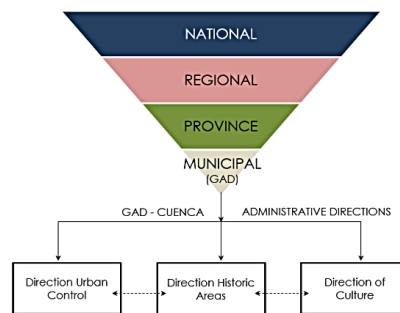 NATIONAL
REGIONAL
PROVINCE
MUNICIPAL
(GAD)
GAD - CUENCA
ADMINISTRATIVE DIRECTIONS
Direction Urban
Control
Direction Historic
Areas
Direction of
Culture